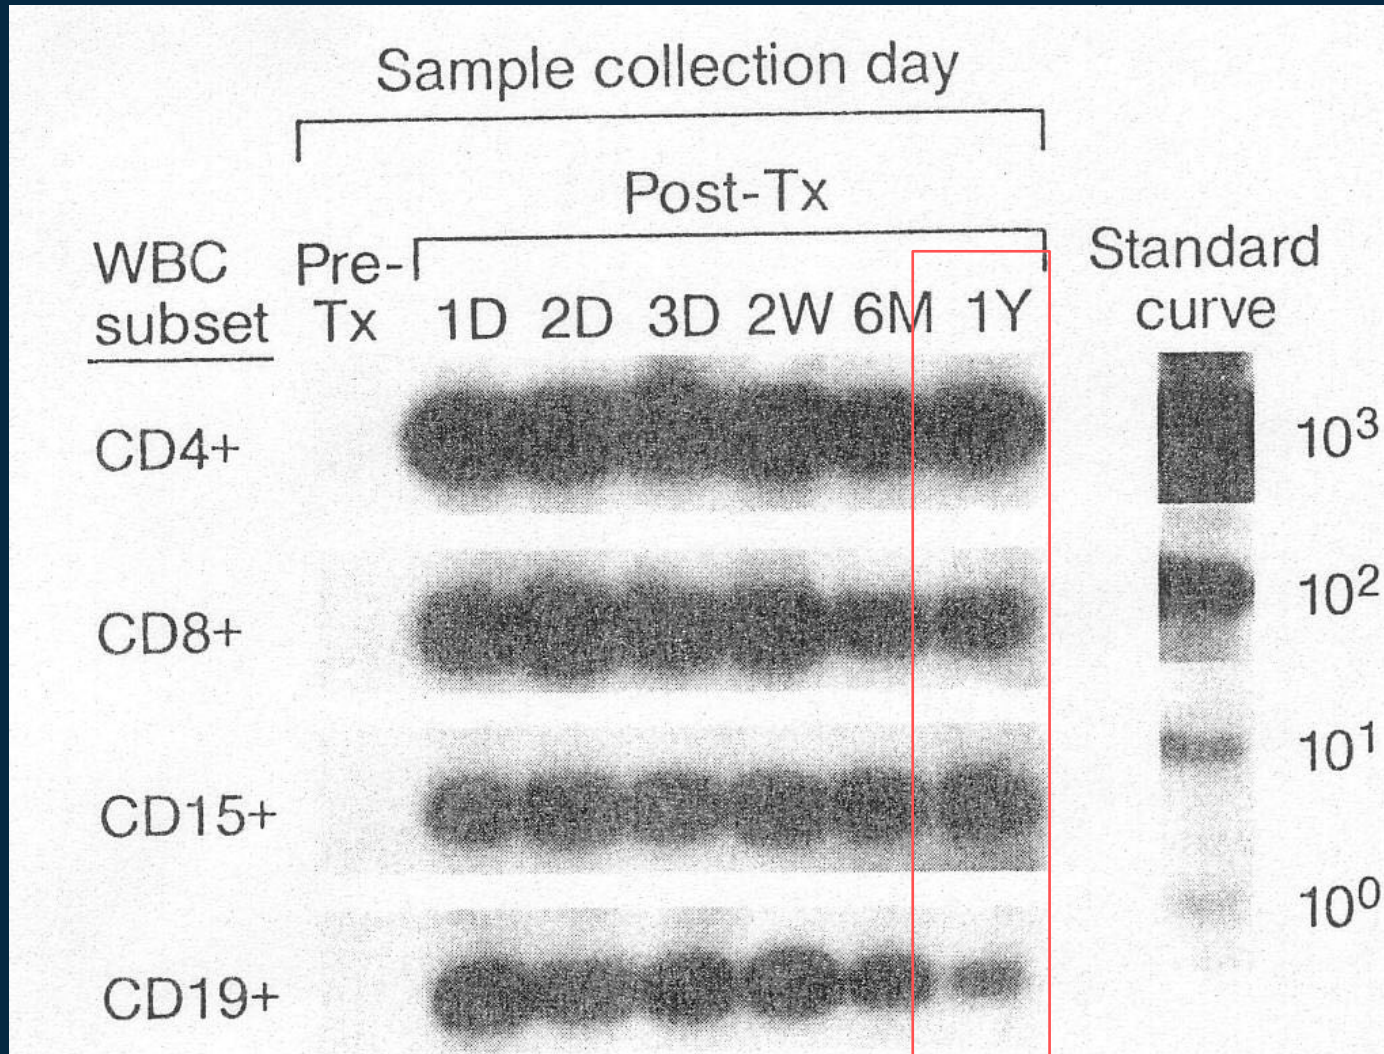 Sample collection day
Post-Tx
WBC subset
Pre-Tx
1D 2D 3D 2W 6M 1Y
Standard curve
CD4+
10³
CD8+
10²
CD15+
10¹
10⁰
CD19+